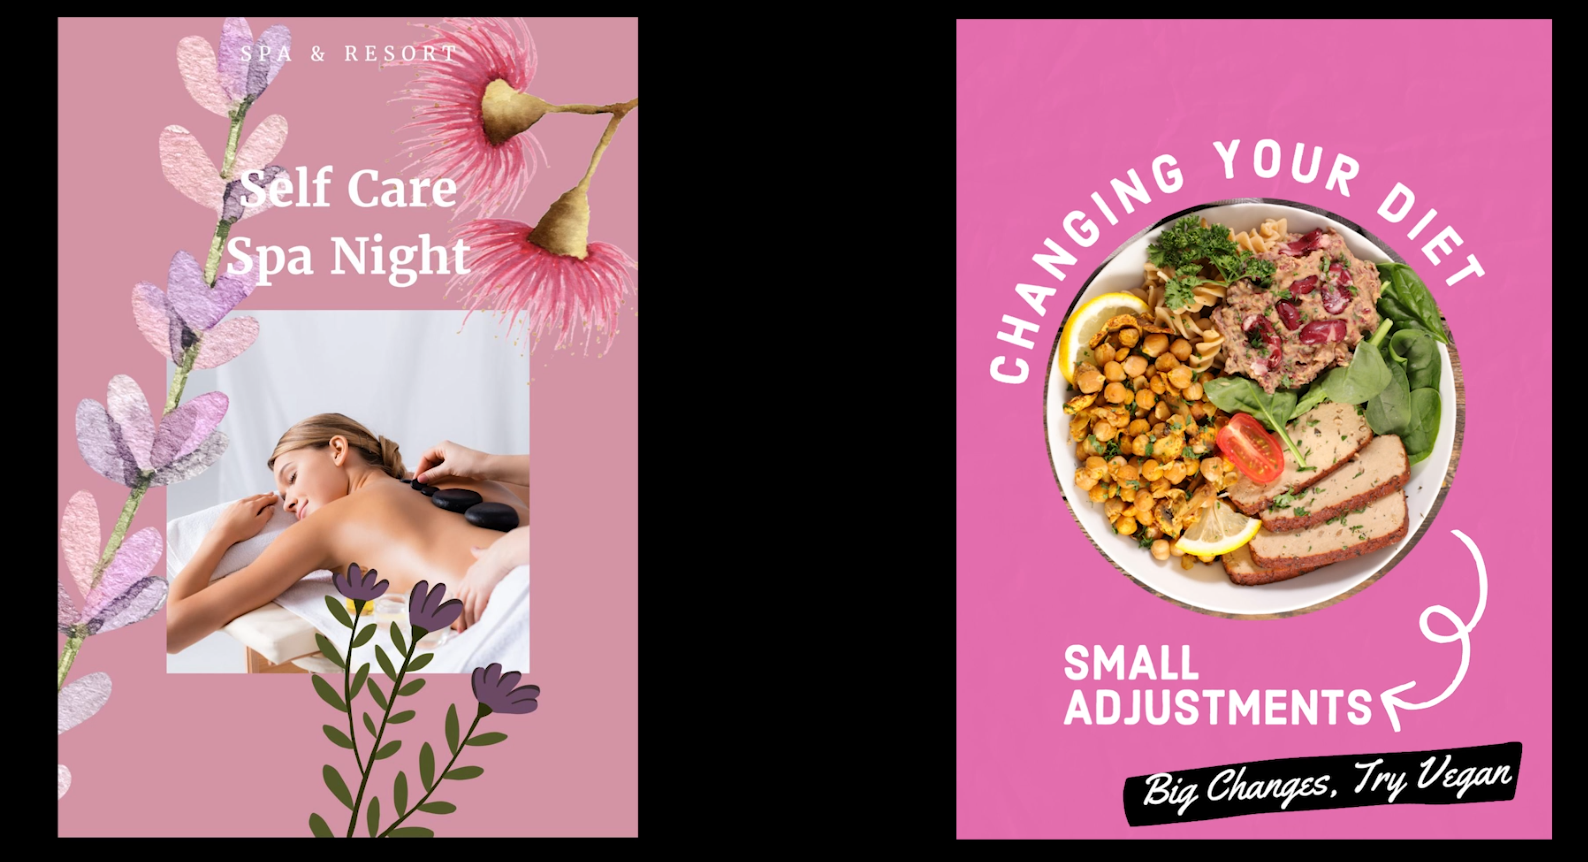 SPA & RESORT
Self Care
Spa Night
CHANGING YOUR DIET
SMALL
ADJUSTMENTS
Big Changes, Try Vegan